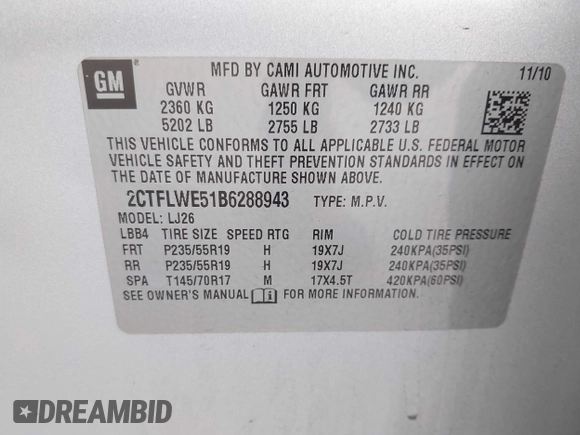 GM
MFD BY CAMI AUTOMOTIVE INC. 11/10
GVWR GAWR FRT GAWR RR
2360 KG 1250 KG 1240 KG
5202 LB 2755 LB 2733 LB
THIS VEHICLE CONFORMS TO ALL APPLICABLE U.S. FEDERAL MOTOR
VEHICLE SAFETY AND THEFT PREVENTION STANDARDS IN EFFECT ON
THE DATE OF MANUFACTURE SHOWN ABOVE.
2CTFLWE51B6288943 TYPE: M.P.V.
MODEL: LJ26
LBB4 TIRE SIZE SPEED RTG RIM COLD TIRE PRESSURE
FRT P235/55R19 H 19X7J 240KPA(35PSI)
RR P235/55R19 H 19X7J 240KPA(35PSI)
SPA T145/70R17 M 17X4.5T 420KPA(60PSI)
SEE OWNER'S MANUAL FOR MORE INFORMATION.
DREAMBID